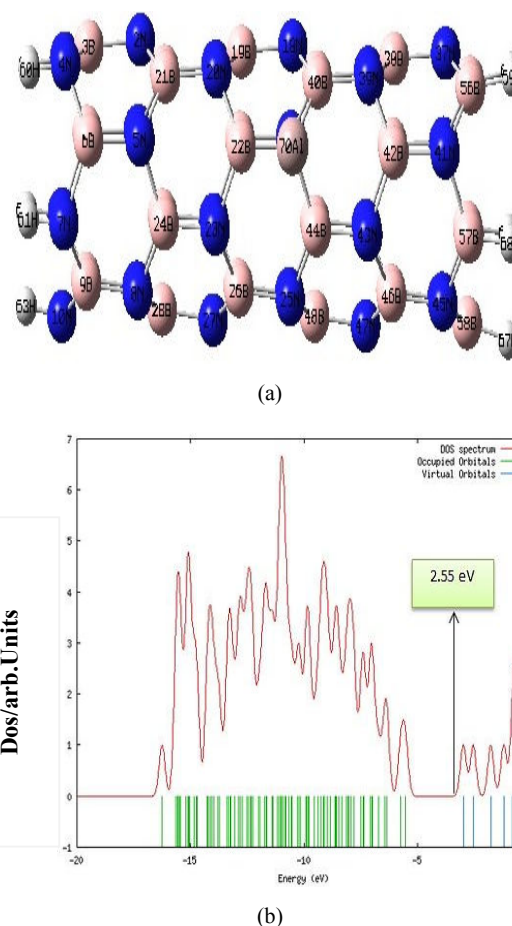 3B 2N 19B 18N 38B 37N
60H 4N 21B 20N 40B 39N 56B
6B 5N 22B 70Al 42B 41N
61H 7N 24B 23N 44B 43N 57B
9B 8N 26B 25N 46B 45N
63H 10N 28B 27N 48B 47N 58B
(a)
7
DOS spectrum
Occupied Orbitals
Virtual Orbitals
6
5
2.55 eV
4
3
2
1
0
-1
Dos/arb.Units
-20 -15 -10 -5
Energy (eV)
(b)